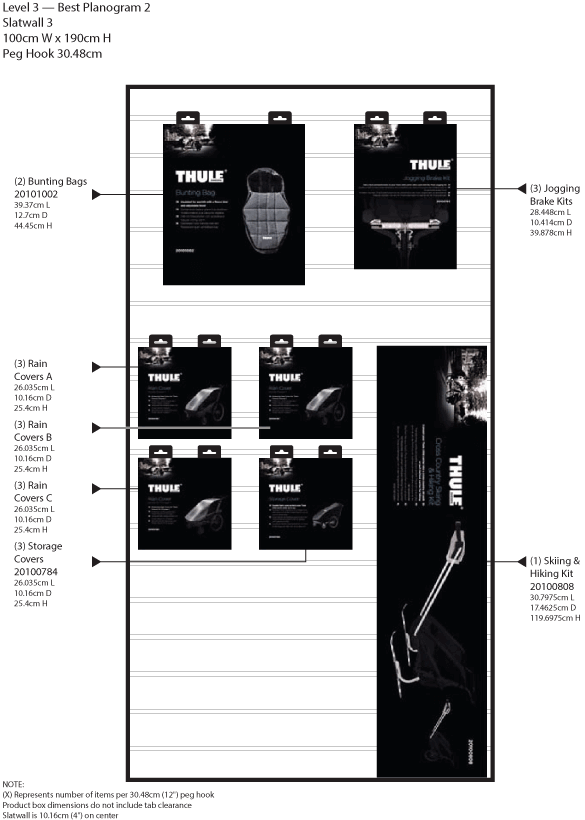 Level 3 — Best Planogram 2
Slatwall 3
100cm W x 190cm H
Peg Hook 30.48cm
(2) Bunting Bags
20101002
39.37cm L
12.7cm D
44.45cm H
THULE
Bunting Bag
THULE
Jogging Brake Kit
(3) Jogging
Brake Kits
28.448cm L
10.414cm D
39.878cm H
(3) Rain
Covers A
26.035cm L
10.16cm D
25.4cm H
THULE
Rain Cover
THULE
Rain Cover
(3) Rain
Covers B
26.035cm L
10.16cm D
25.4cm H
(3) Rain
Covers C
26.035cm L
10.16cm D
25.4cm H
THULE
Rain Cover
THULE
Storage Cover
(3) Storage
Covers
20100784
26.035cm L
10.16cm D
25.4cm H
THULE
Cross Country Skiing
& Hiking Kit
20100808
(1) Skiing &
Hiking Kit
20100808
30.7975cm L
17.4625cm D
119.6975cm H
NOTE:
(X) Represents number of items per 30.48cm (12") peg hook
Product box dimensions do not include tab clearance
Slatwall is 10.16cm (4") on center